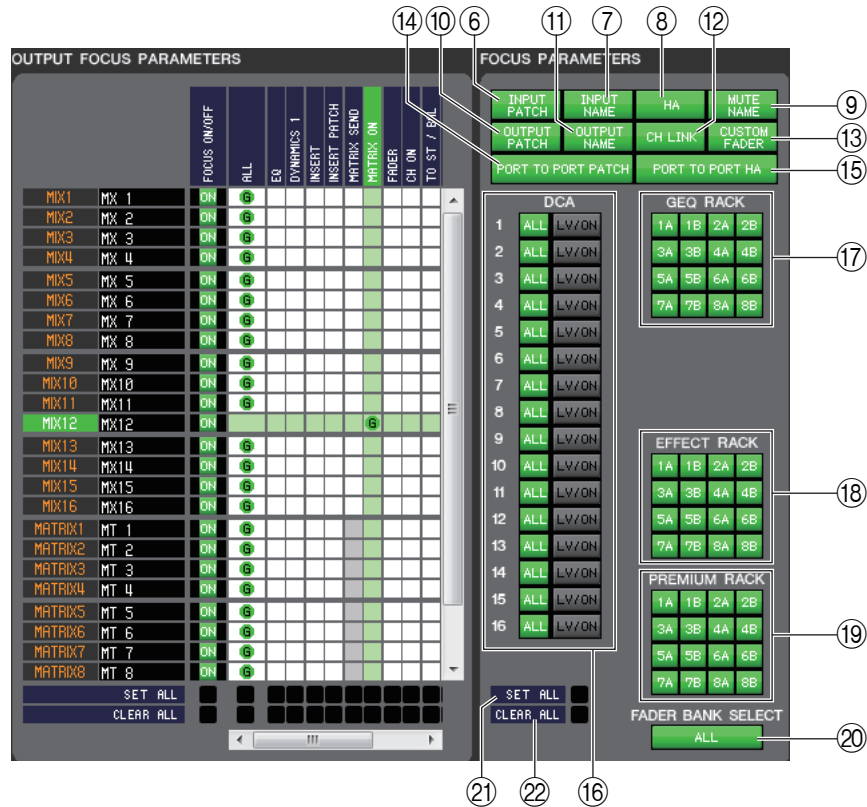 ⑭ ⑩ ⑥ ⑪ ⑦ ⑧ ⑫
OUTPUT FOCUS PARAMETERS
FOCUS ON/OFF
ALL
EQ
DYNAMICS 1
INSERT
INSERT PATCH
MATRIX SEND
MATRIX ON
FADER
CH ON
TO ST / BAL
MIX1 MX 1 ON G
MIX2 MX 2 ON G
MIX3 MX 3 ON G
MIX4 MX 4 ON G
MIX5 MX 5 ON G
MIX6 MX 6 ON G
MIX7 MX 7 ON G
MIX8 MX 8 ON G
MIX9 MX 9 ON G
MIX10 MX10 ON G
MIX11 MX11 ON G
MIX12 MX12 ON G
MIX13 MX13 ON G
MIX14 MX14 ON G
MIX15 MX15 ON G
MIX16 MX16 ON G
MATRIX1 MT 1 ON G
MATRIX2 MT 2 ON G
MATRIX3 MT 3 ON G
MATRIX4 MT 4 ON G
MATRIX5 MT 5 ON G
MATRIX6 MT 6 ON G
MATRIX7 MT 7 ON G
MATRIX8 MT 8 ON G
SET ALL
CLEAR ALL
FOCUS PARAMETERS
INPUT PATCH
INPUT NAME
HA
MUTE NAME
⑨
OUTPUT PATCH
OUTPUT NAME
CH LINK
CUSTOM FADER
⑬
PORT TO PORT PATCH
PORT TO PORT HA
⑮
DCA
1 ALL LV/ON
2 ALL LV/ON
3 ALL LV/ON
4 ALL LV/ON
5 ALL LV/ON
6 ALL LV/ON
7 ALL LV/ON
8 ALL LV/ON
9 ALL LV/ON
10 ALL LV/ON
11 ALL LV/ON
12 ALL LV/ON
13 ALL LV/ON
14 ALL LV/ON
15 ALL LV/ON
16 ALL LV/ON
SET ALL
CLEAR ALL
GEQ RACK
1A 1B 2A 2B
3A 3B 4A 4B
5A 5B 6A 6B
7A 7B 8A 8B
⑰
EFFECT RACK
1A 1B 2A 2B
3A 3B 4A 4B
5A 5B 6A 6B
7A 7B 8A 8B
⑱
PREMIUM RACK
1A 1B 2A 2B
3A 3B 4A 4B
5A 5B 6A 6B
7A 7B 8A 8B
⑲
FADER BANK SELECT
ALL
⑳
㉑ ㉒ ⑯